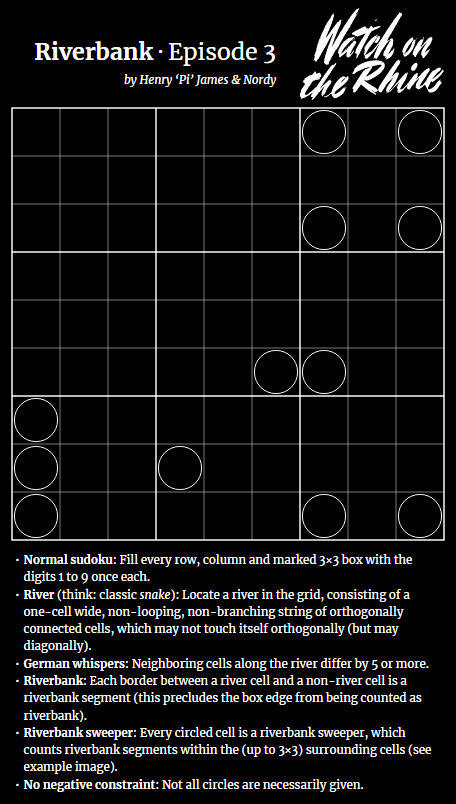 Riverbank · Episode 3
by Henry ‘Pi’ James & Nordy
Watch on
the Rhine
· Normal sudoku: Fill every row, column and marked 3×3 box with the
digits 1 to 9 once each.
· River (think: classic snake): Locate a river in the grid, consisting of a
one-cell wide, non-looping, non-branching string of orthogonally
connected cells, which may not touch itself orthogonally (but may
diagonally).
· German whispers: Neighboring cells along the river differ by 5 or more.
· Riverbank: Each border between a river cell and a non-river cell is a
riverbank segment (this precludes the box edge from being counted as
riverbank).
· Riverbank sweeper: Every circled cell is a riverbank sweeper, which
counts riverbank segments within the (up to 3×3) surrounding cells (see
example image).
· No negative constraint: Not all circles are necessarily given.